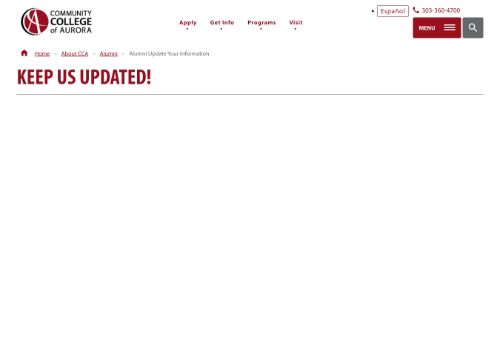 COMMUNITY
COLLEGE
of AURORA
Apply
Get Info
Programs
Visit
Español
303-360-4700
MENU
Home – About CCA – Alumni – Alumni Update Your Information
KEEP US UPDATED!